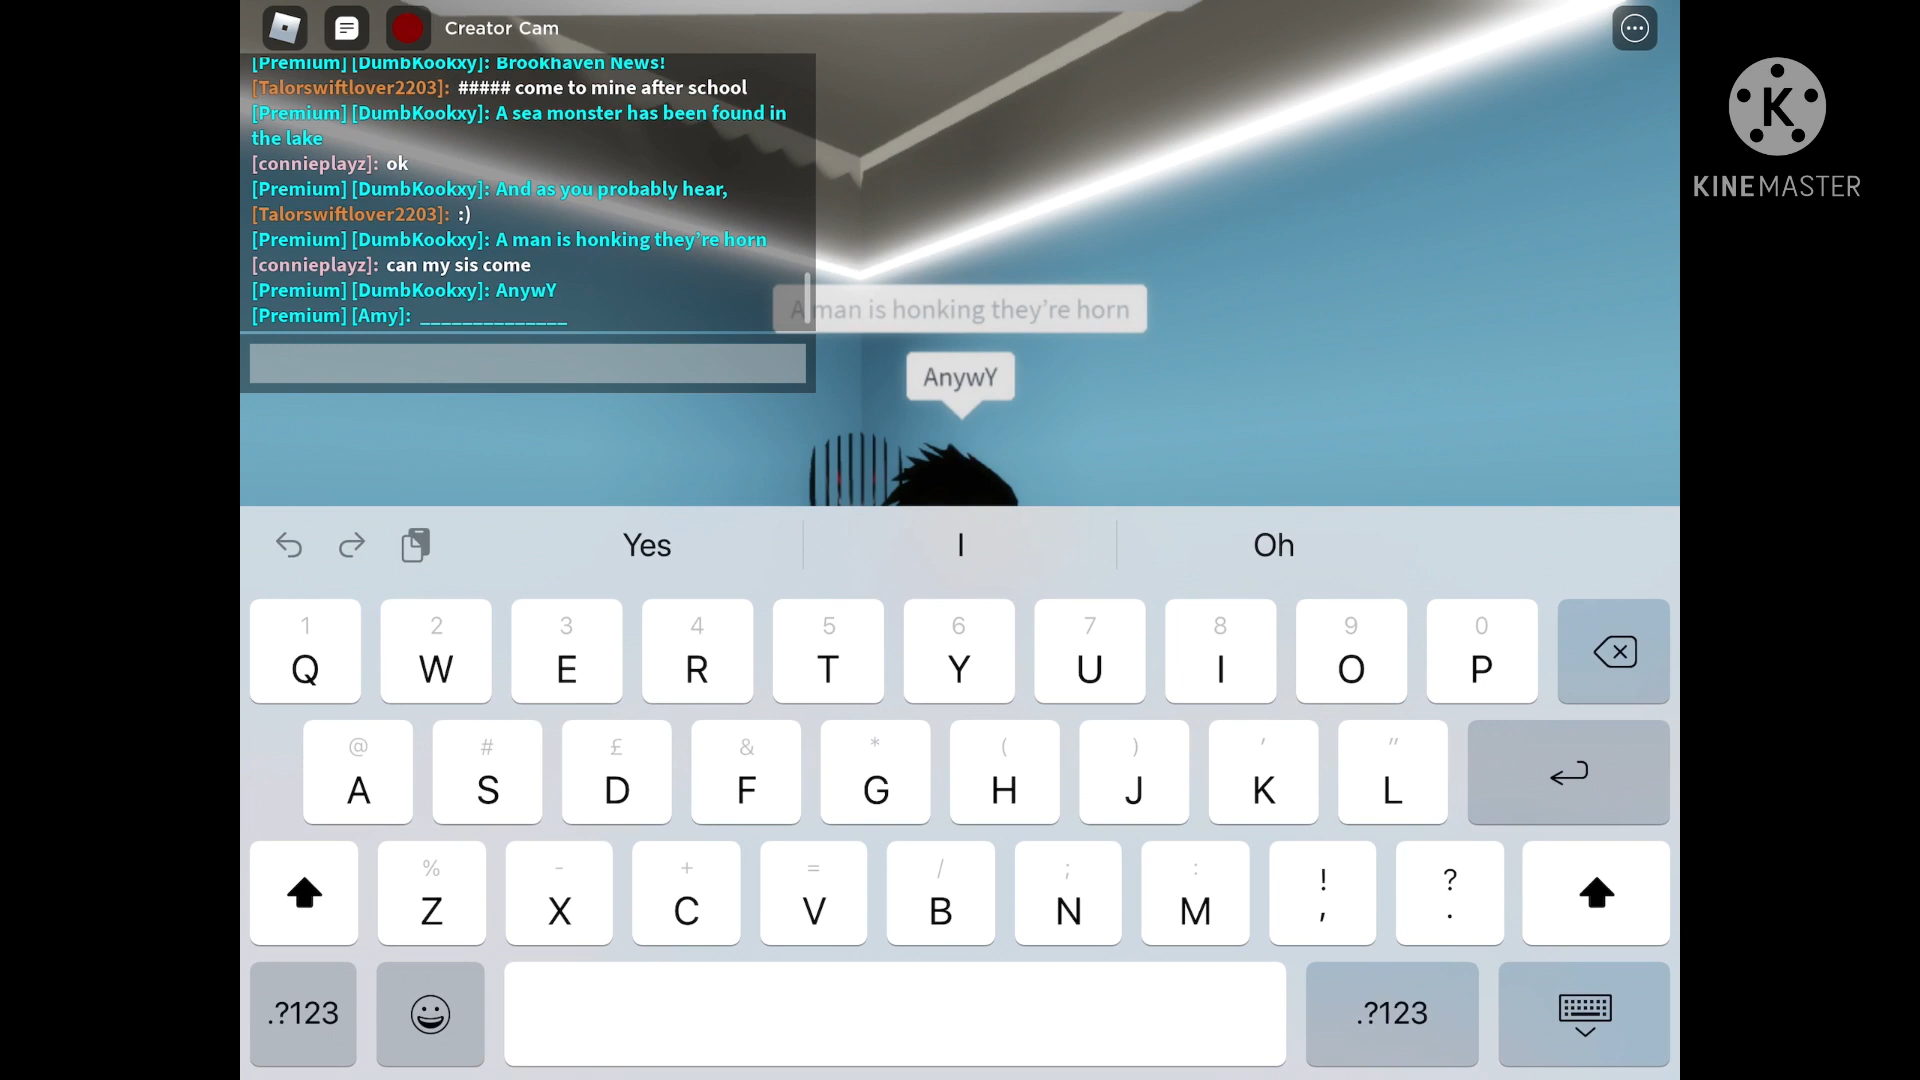 Creator Cam
[Premium] [DumbKookxy]: Brookhaven News!
[Talorswiftlover2203]: ##### come to mine after school
[Premium] [DumbKookxy]: A sea monster has been found in
the lake
[connieplayz]: ok
[Premium] [DumbKookxy]: And as you probably hear,
[Talorswiftlover2203]: :)
[Premium] [DumbKookxy]: A man is honking they’re horn
[connieplayz]: can my sis come
[Premium] [DumbKookxy]: AnywY
[Premium] [Amy]: ______________
A man is honking they’re horn
AnywY
K
KINEMASTER
Yes I Oh
1 2 3 4 5 6 7 8 9 0
Q W E R T Y U I O P
@ # £ & * ( ) ' "
A S D F G H J K L
% - + = / ; : ! ?
Z X C V B N M , .
.?123 .?123